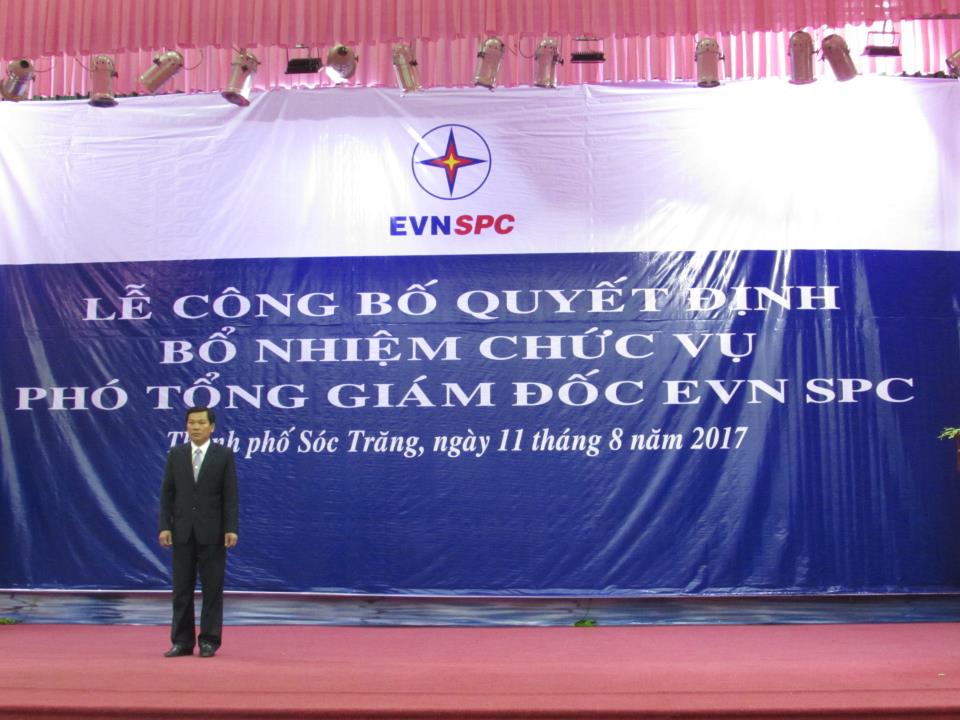 EVNSPC
LỄ CÔNG BỐ QUYẾT ĐỊNH
BỔ NHIỆM CHỨC VỤ
PHÓ TỔNG GIÁM ĐỐC EVN SPC
Thành phố Sóc Trăng, ngày 11 tháng 8 năm 2017